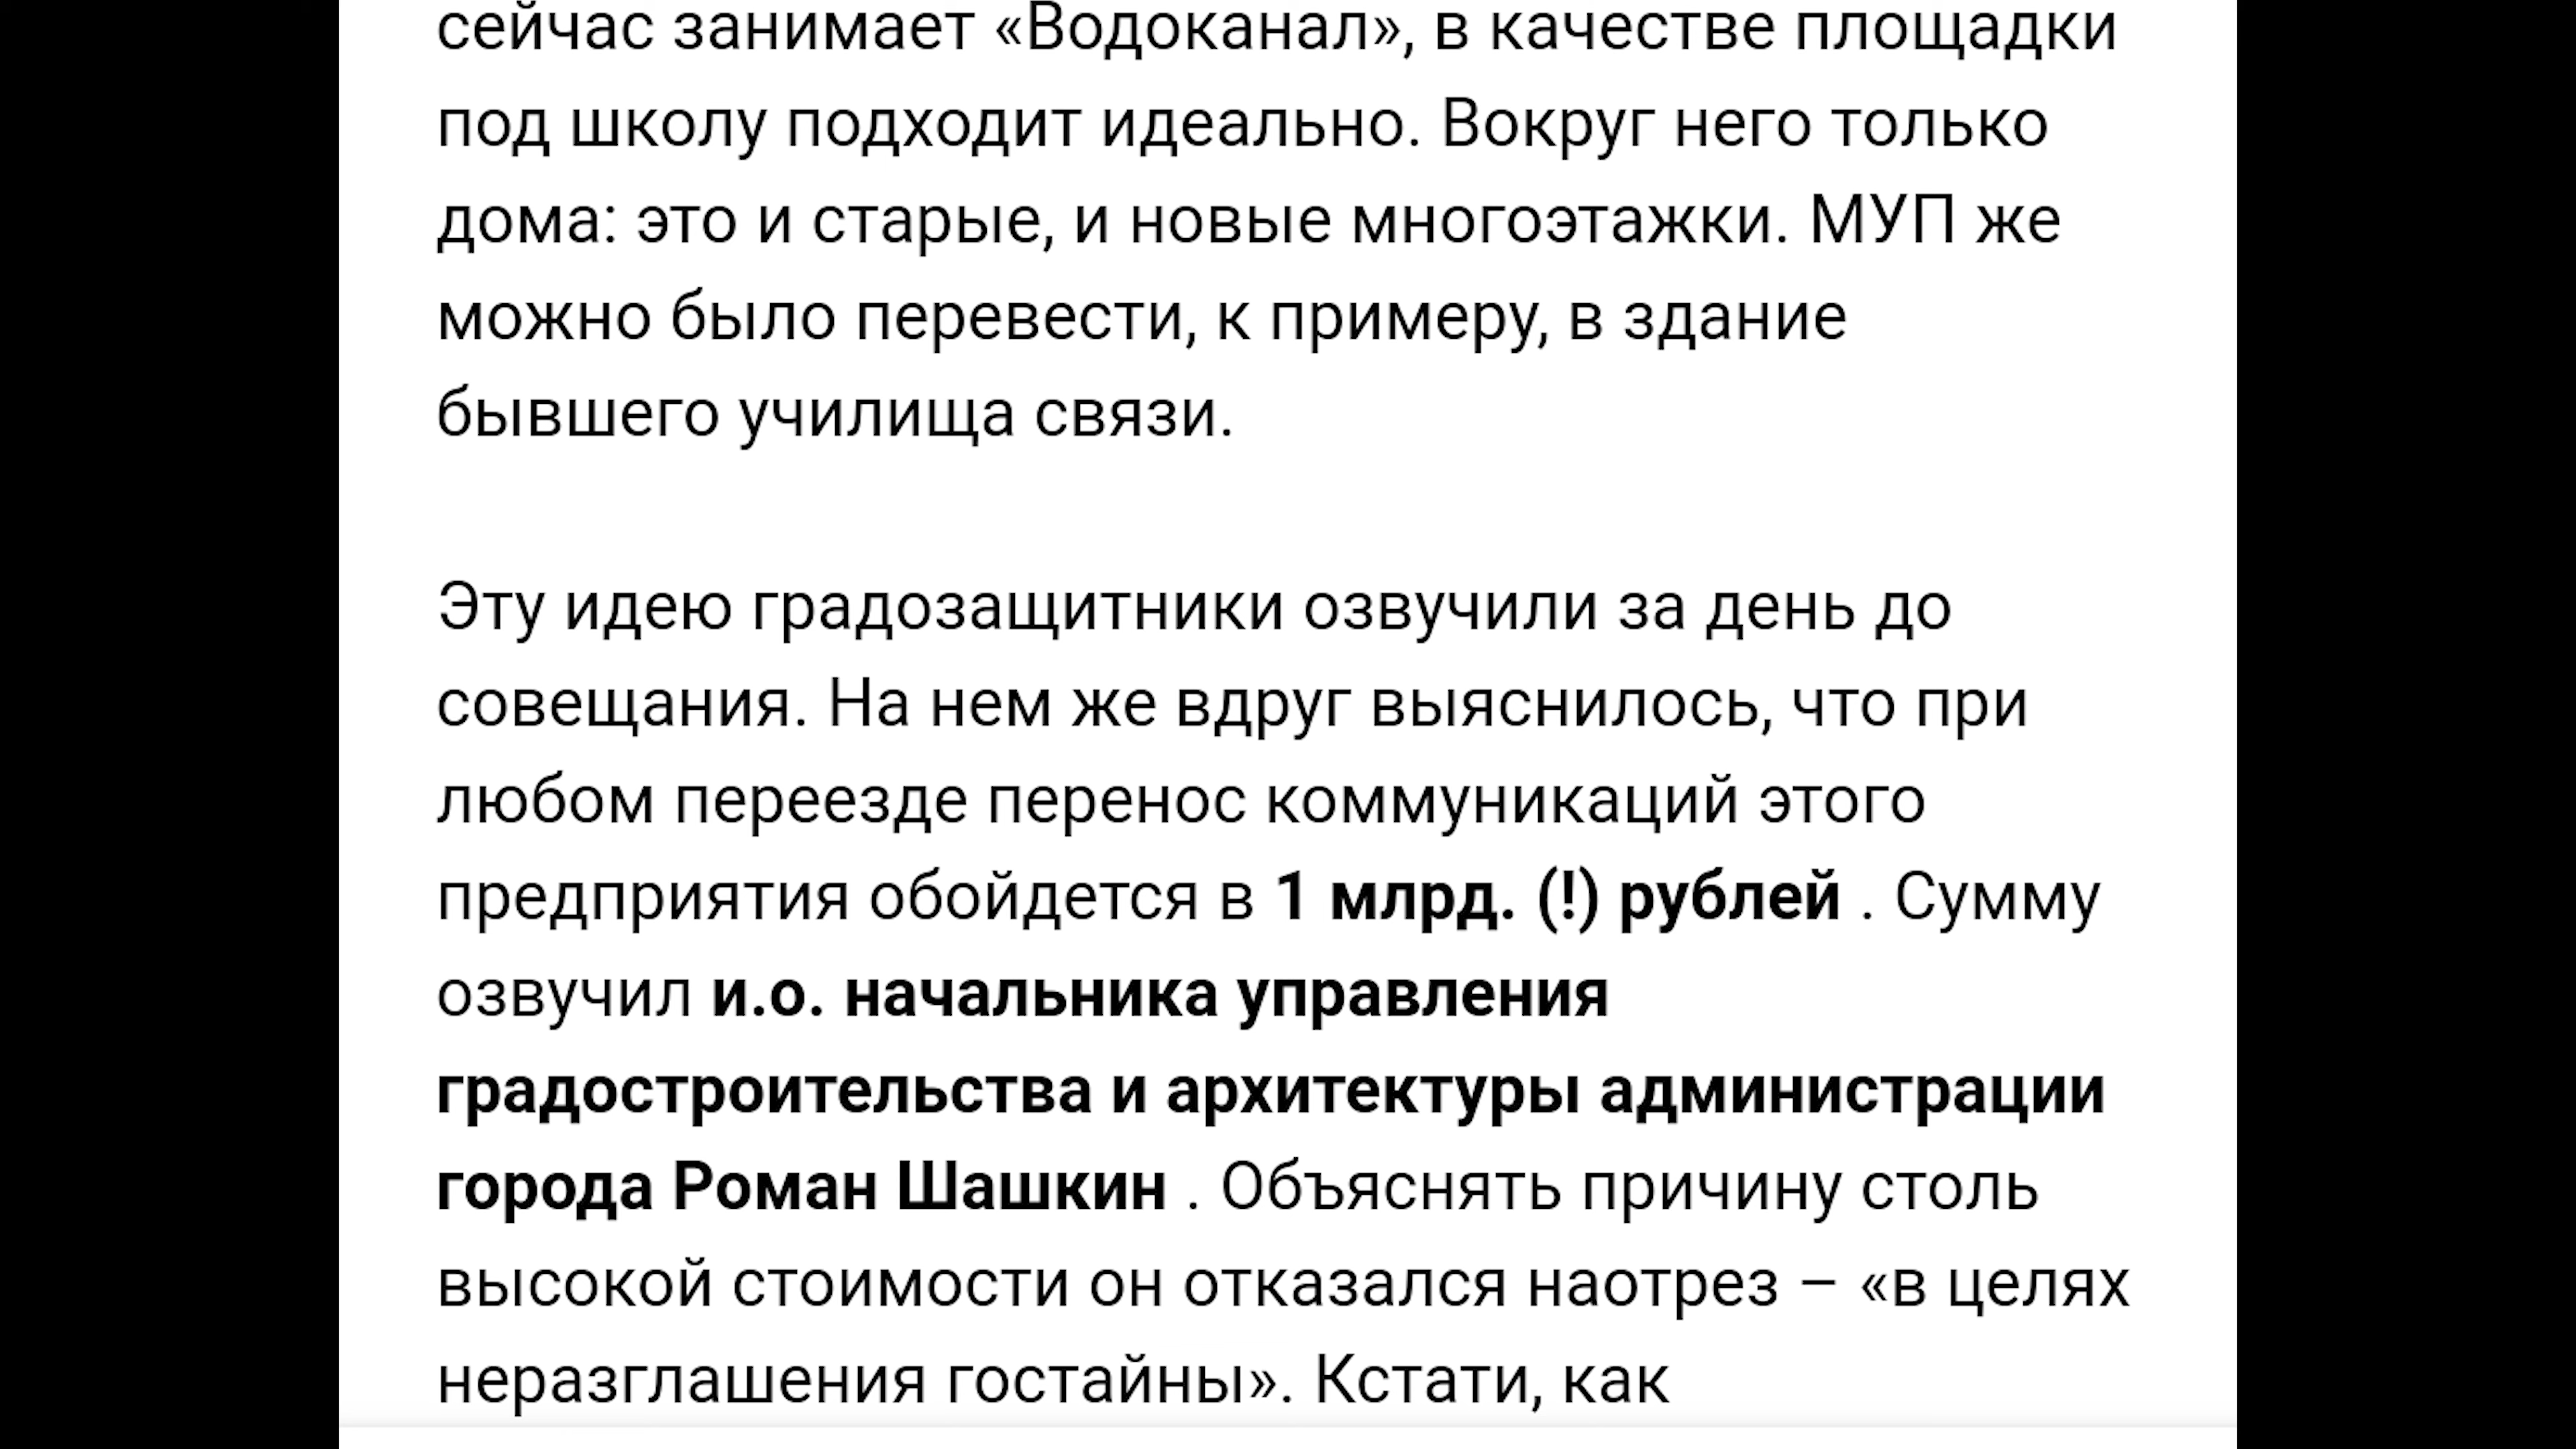 сейчас занимает «Водоканал», в качестве площадки
под школу подходит идеально. Вокруг него только
дома: это и старые, и новые многоэтажки. МУП же
можно было перевести, к примеру, в здание
бывшего училища связи.
Эту идею градозащитники озвучили за день до
совещания. На нем же вдруг выяснилось, что при
любом переезде перенос коммуникаций этого
предприятия обойдется в 1 млрд. (!) рублей . Сумму
озвучил и.о. начальника управления
градостроительства и архитектуры администрации
города Роман Шашкин . Объяснять причину столь
высокой стоимости он отказался наотрез – «в целях
неразглашения гостайны». Кстати, как